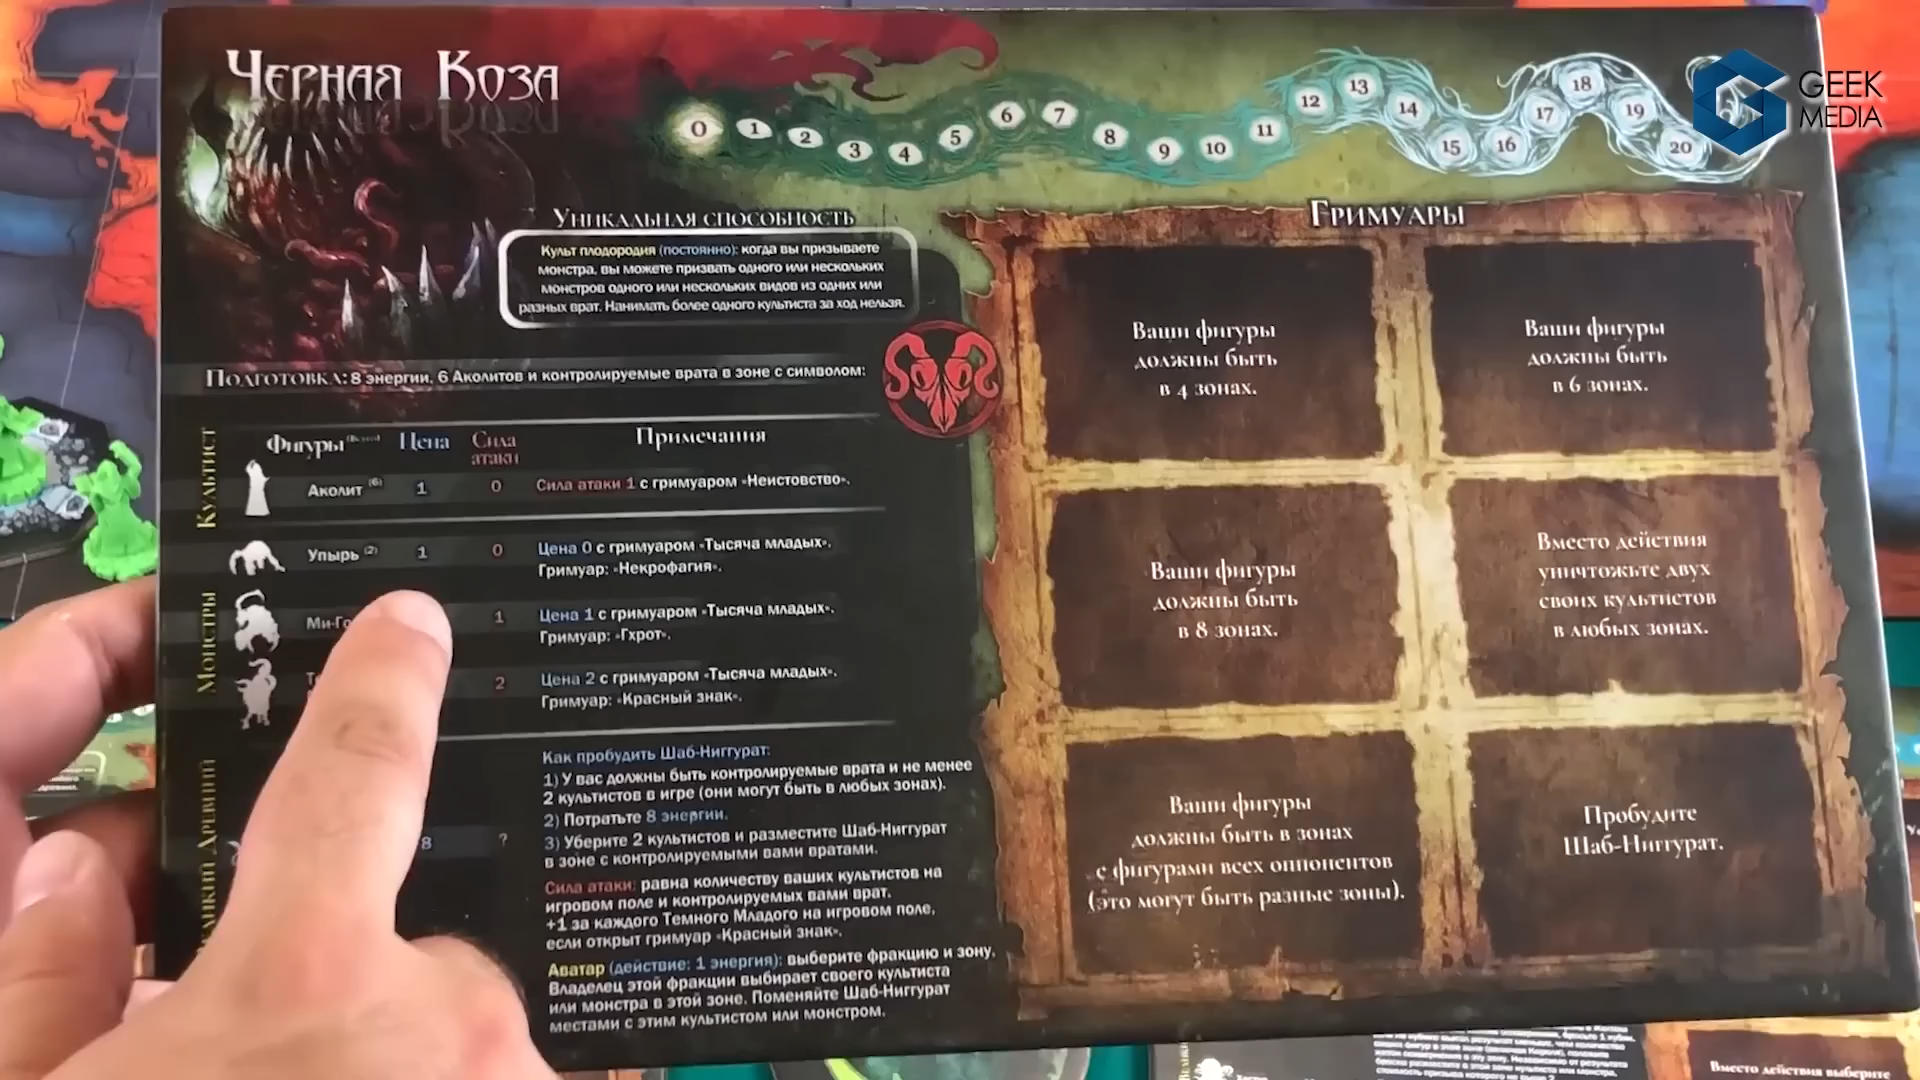 Черная Коза
0 1 2 3 4 5 6 7 8 9 10 11 12 13 14 15 16 17 18 19 20
GEEK
MEDIA
Уникальная способность
Культ плодородия (постоянно): когда вы призываете
монстра, вы можете призвать одного или нескольких
монстров одного или нескольких видов из одних или
разных врат. Нанимать более одного культиста за ход нельзя.
Подготовка: 8 энергии, 6 Аколитов и контролируемые врата в зоне с символом:
Фигуры Цена Сила атаки Примечания
Культист
Аколит (6) 1 0 Сила атаки 1 с гримуаром «Неистовство».
Монстры
Упырь (2) 1 0 Цена 0 с гримуаром «Тысяча младых».
Гримуар: «Некрофагия».
Ми-Го 1 Цена 1 с гримуаром «Тысяча младых».
Гримуар: «Гхрот».
2 Цена 2 с гримуаром «Тысяча младых».
Гримуар: «Красный знак».
Древний
8 ?
Как пробудить Шаб-Ниггурат:
1) У вас должны быть контролируемые врата и не менее
2 культистов в игре (они могут быть в любых зонах).
2) Потратьте 8 энергии.
3) Уберите 2 культистов и разместите Шаб-Ниггурат
в зоне с контролируемыми вами вратами.
Сила атаки: равна количеству ваших культистов на
игровом поле и контролируемых вами врат.
+1 за каждого Темного Младого на игровом поле,
если открыт гримуар «Красный знак».
Аватар (действие: 1 энергия): выберите фракцию и зону.
Владелец этой фракции выбирает своего культиста
или монстра в этой зоне. Поменяйте Шаб-Ниггурат
местами с этим культистом или монстром.
Гримуары
Ваши фигуры
должны быть
в 4 зонах.
Ваши фигуры
должны быть
в 6 зонах.
Ваши фигуры
должны быть
в 8 зонах.
Вместо действия
уничтожьте двух
своих культистов
в любых зонах.
Ваши фигуры
должны быть в зонах
с фигурами всех оппонентов
(это могут быть разные зоны).
Пробудите
Шаб-Ниггурат.
Вместо действия выберите